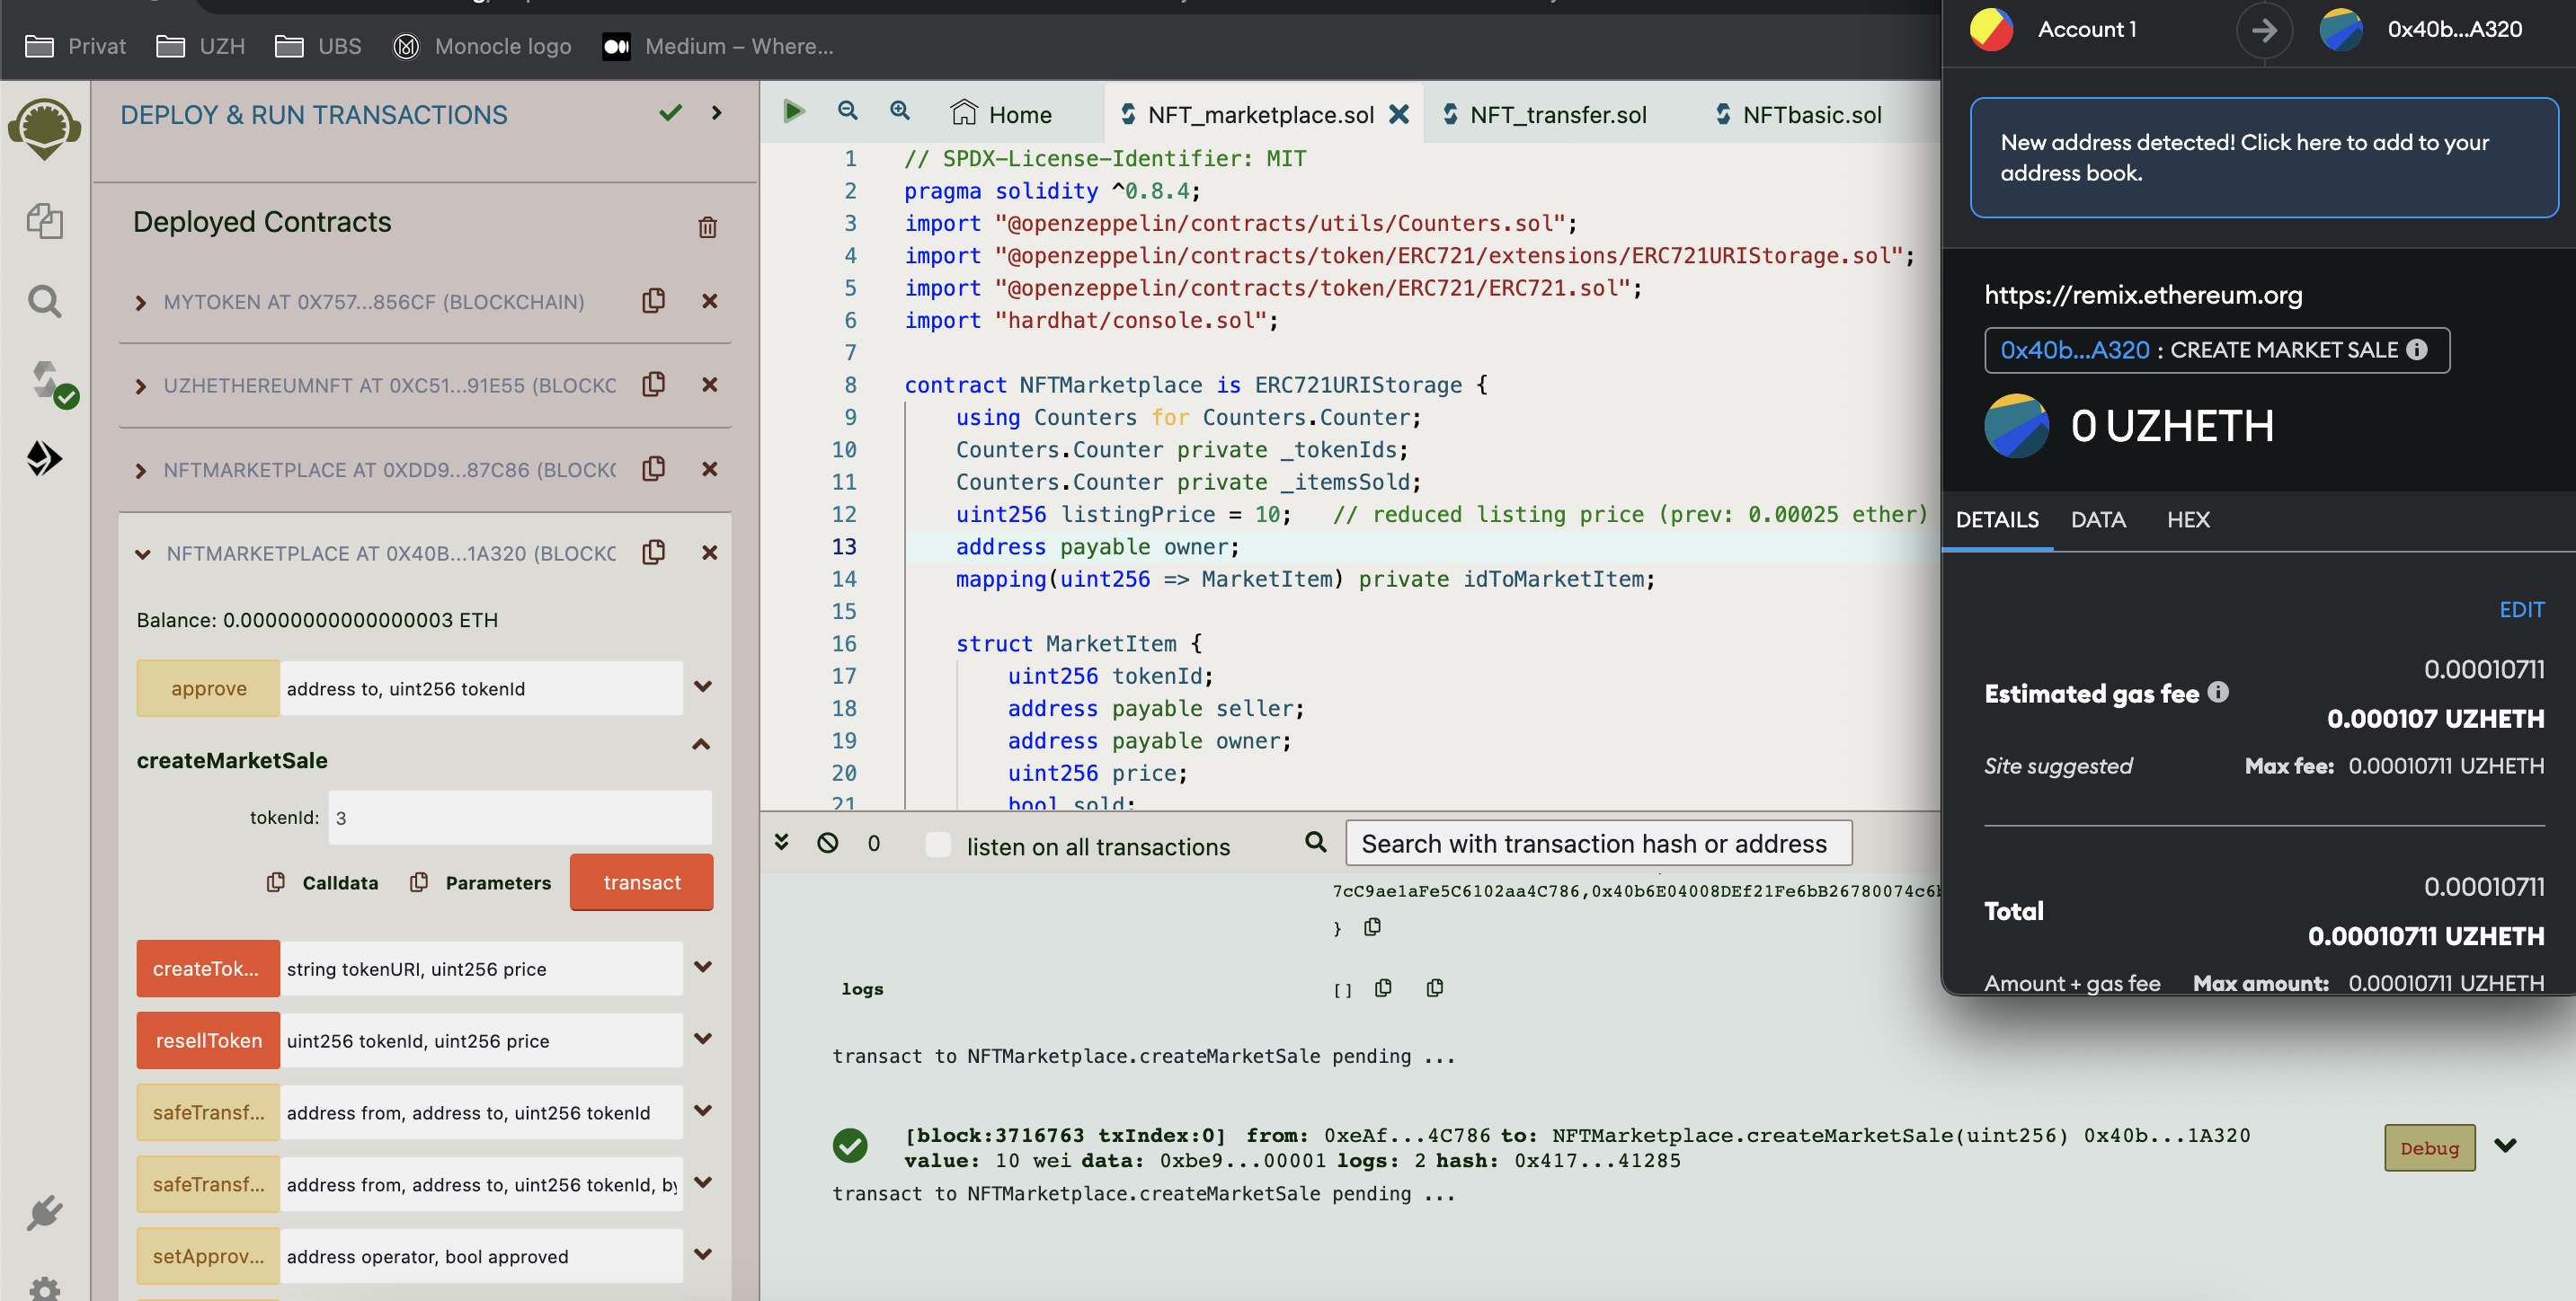 Privat
UZH
UBS
Monocle logo
Medium – Where...
DEPLOY & RUN TRANSACTIONS
Deployed Contracts
MYTOKEN AT 0X757...856CF (BLOCKCHAIN)
UZHETHEREUMNFT AT 0XC51...91E55 (BLOCKC
NFTMARKETPLACE AT 0XDD9...87C86 (BLOCKC
NFTMARKETPLACE AT 0X40B...1A320 (BLOCKC
Balance: 0.00000000000000003 ETH
approve
address to, uint256 tokenId
createMarketSale
tokenId:
3
Calldata
Parameters
transact
createTok...
string tokenURI, uint256 price
resellToken
uint256 tokenId, uint256 price
safeTransf...
address from, address to, uint256 tokenId
safeTransf...
address from, address to, uint256 tokenId, by
setApprov...
address operator, bool approved
Home
NFT_marketplace.sol
NFT_transfer.sol
NFTbasic.sol
1 // SPDX-License-Identifier: MIT
2 pragma solidity ^0.8.4;
3 import "@openzeppelin/contracts/utils/Counters.sol";
4 import "@openzeppelin/contracts/token/ERC721/extensions/ERC721URIStorage.sol";
5 import "@openzeppelin/contracts/token/ERC721/ERC721.sol";
6 import "hardhat/console.sol";
7
8 contract NFTMarketplace is ERC721URIStorage {
9 using Counters for Counters.Counter;
10 Counters.Counter private _tokenIds;
11 Counters.Counter private _itemsSold;
12 uint256 listingPrice = 10; // reduced listing price (prev: 0.00025 ether)
13 address payable owner;
14 mapping(uint256 => MarketItem) private idToMarketItem;
15
16 struct MarketItem {
17 uint256 tokenId;
18 address payable seller;
19 address payable owner;
20 uint256 price;
21 bool sold;
0
listen on all transactions
Search with transaction hash or address
7cC9ae1aFe5C6102aa4C786,0x40b6E04008DEf21Fe6bB26780074c6b
}
logs
[]
transact to NFTMarketplace.createMarketSale pending ...
[block:3716763 txIndex:0] from: 0xeAf...4C786 to: NFTMarketplace.createMarketSale(uint256) 0x40b...1A320
value: 10 wei data: 0xbe9...00001 logs: 2 hash: 0x417...41285
Debug
transact to NFTMarketplace.createMarketSale pending ...
Account 1
0x40b...A320
New address detected! Click here to add to your
address book.
https://remix.ethereum.org
0x40b...A320 : CREATE MARKET SALE
0 UZHETH
DETAILS
DATA
HEX
EDIT
0.00010711
Estimated gas fee
0.000107 UZHETH
Site suggested
Max fee: 0.00010711 UZHETH
0.00010711
Total
0.00010711 UZHETH
Amount + gas fee
Max amount: 0.00010711 UZHETH